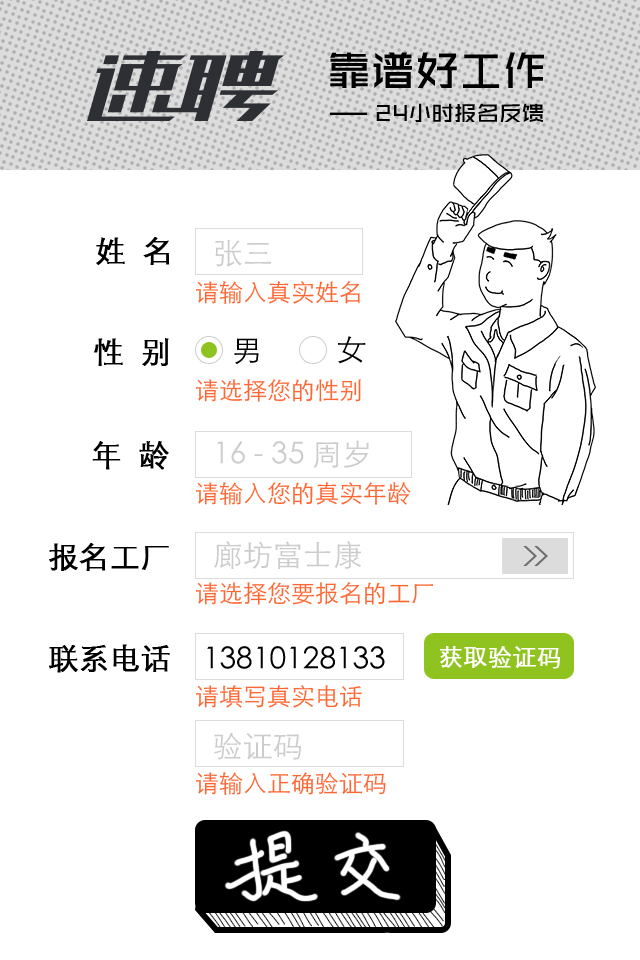 速聘
靠谱好工作
—— 24小时报名反馈
姓 名 张三
请输入真实姓名
性 别 男 女
请选择您的性别
年 龄 16 - 35 周岁
请输入您的真实年龄
报名工厂 廊坊富士康
请选择您要报名的工厂
联系电话 13810128133 获取验证码
请填写真实电话
验证码
请输入正确验证码
提交